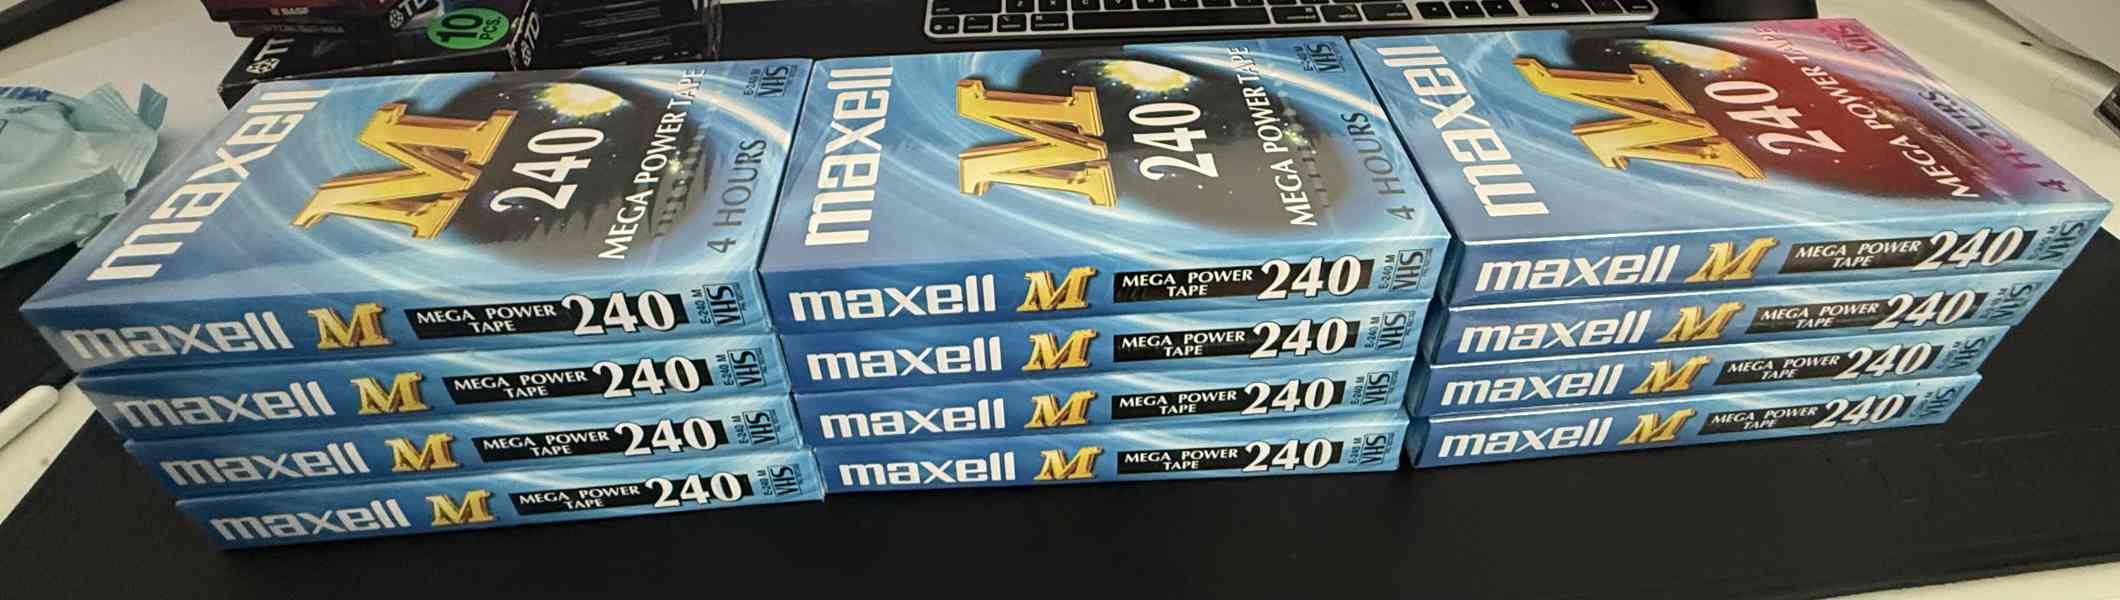 BASF
TD
10
PCS.
maxell
M
240
MEGA POWER TAPE
4 HOURS
E-240 M
VHS
maxell
M
240
MEGA POWER TAPE
4 HOURS
E-240 M
VHS
maxell
M
240
MEGA POWER TAPE
4 HOURS
VHS
maxell M MEGA POWER TAPE 240 E-240 M VHS
maxell M MEGA POWER TAPE 240 E-240 M VHS
maxell M MEGA POWER TAPE 240 E-240 M VHS
maxell M MEGA POWER TAPE 240 E-240 M VHS
maxell M MEGA POWER TAPE 240 E-240 M VHS
maxell M MEGA POWER TAPE 240 E-240 M VHS
maxell M MEGA POWER TAPE 240 E-240 M VHS
maxell M MEGA POWER TAPE 240 E-240 M VHS
maxell M MEGA POWER TAPE 240 VHS
maxell M MEGA POWER TAPE 240 VHS
maxell M MEGA POWER TAPE 240 VHS
maxell M MEGA POWER TAPE 240 VHS